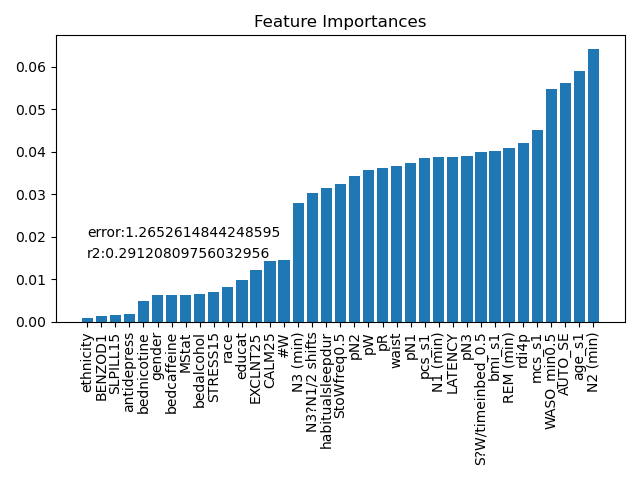 Feature Importances
0.06
0.05
0.04
0.03
0.02
0.01
0.00
error:1.2652614844248595
r2:0.29120809756032956
ethnicity
BENZOD1
SLPILL15
antidepress
bednicotine
gender
bedcaffeine
MStat
bedalcohol
STRESS15
race
educat
EXCLNT25
CALM25
#W
N3 (min)
N3?N1/2 shifts
habitualsleepdur
StoWfreq0.5
pN2
pW
pR
waist
pN1
pcs_s1
N1 (min)
LATENCY
pN3
S?W/timeinbed_0.5
bmi_s1
REM (min)
rdi4p
mcs_s1
WASO_min0.5
AUTO_SE
age_s1
N2 (min)